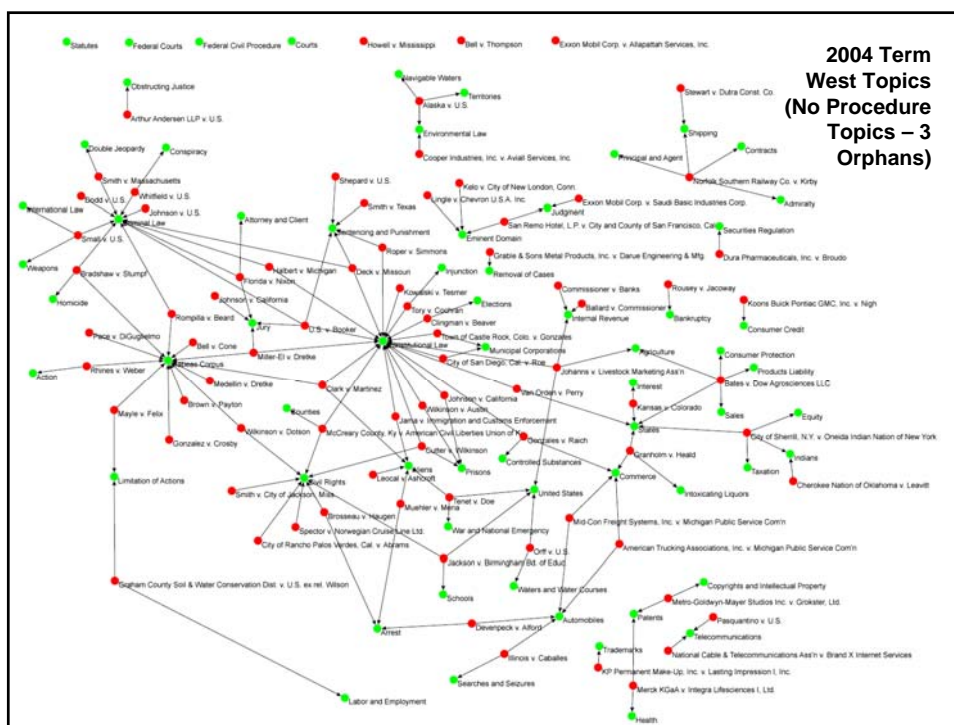 Statutes
Federal Courts
Federal Civil Procedure
Courts
Howell v. Mississippi
Bell v. Thompson
Exxon Mobil Corp. v. Allapattah Services, Inc.
2004 Term
West Topics
(No Procedure
Topics – 3
Orphans)
Obstructing Justice
Arthur Andersen LLP v. U.S.
Navigable Waters
Territories
Alaska v. U.S.
Environmental Law
Cooper Industries, Inc. v. Aviall Services, Inc.
Stewart v. Dutra Const. Co.
Shipping
Principal and Agent
Contracts
Norfolk Southern Railway Co. v. Kirby
Admiralty
Double Jeopardy
Conspiracy
Smith v. Massachusetts
Dodd v. U.S.
Whitfield v. U.S.
International Law
Johnson v. U.S.
Criminal Law
Small v. U.S.
Weapons
Bradshaw v. Stumpf
Homicide
Attorney and Client
Shepard v. U.S.
Smith v. Texas
Sentencing and Punishment
Roper v. Simmons
Halbert v. Michigan
Deck v. Missouri
Florida v. Nixon
Kelo v. City of New London, Conn.
Lingle v. Chevron U.S.A. Inc.
Judgment
Exxon Mobil Corp. v. Saudi Basic Industries Corp.
San Remo Hotel, L.P. v. City and County of San Francisco, Cal.
Eminent Domain
Securities Regulation
Grable & Sons Metal Products, Inc. v. Darue Engineering & Mfg.
Dura Pharmaceuticals, Inc. v. Broudo
Removal of Cases
Injunction
Kowalski v. Tesmer
Tory v. Cochran
Elections
Clingman v. Beaver
Commissioner v. Banks
Ballard v. Commissioner
Internal Revenue
Rousey v. Jacoway
Bankruptcy
Koons Buick Pontiac GMC, Inc. v. Nigh
Consumer Credit
Johnson v. California
Rompilla v. Beard
Jury
U.S. v. Booker
Pace v. DiGuglielmo
Bell v. Cone
Miller-El v. Dretke
Constitutional Law
Town of Castle Rock, Colo. v. Gonzales
Municipal Corporations
City of San Diego, Cal. v. Roe
Agriculture
Consumer Protection
Habeas Corpus
Action
Rhines v. Weber
Johanns v. Livestock Marketing Ass'n
Products Liability
Medellin v. Dretke
Clark v. Martinez
Van Orden v. Perry
Interest
Bates v. Dow Agrosciences LLC
Mayle v. Felix
Brown v. Payton
Johnson v. California
Wilkinson v. Austin
Kansas v. Colorado
Sales
Counties
Jama v. Immigration and Customs Enforcement
States
Equity
Wilkinson v. Dotson
McCreary County, Ky v. American Civil Liberties Union of Ky.
Gonzales v. Raich
City of Sherrill, N.Y. v. Oneida Indian Nation of New York
Gonzalez v. Crosby
Cutter v. Wilkinson
Granholm v. Heald
Indians
Controlled Substances
Taxation
Limitation of Actions
Civil Rights
Aliens
Prisons
Commerce
Cherokee Nation of Oklahoma v. Leavitt
Leocal v. Ashcroft
Smith v. City of Jackson, Miss.
United States
Intoxicating Liquors
Muehler v. Mena
Tenet v. Doe
Brosseau v. Haugen
Spector v. Norwegian Cruise Line Ltd.
War and National Emergency
Mid-Con Freight Systems, Inc. v. Michigan Public Service Com'n
City of Rancho Palos Verdes, Cal. v. Abrams
Orff v. U.S.
American Trucking Associations, Inc. v. Michigan Public Service Com'n
Jackson v. Birmingham Bd. of Educ.
Graham County Soil & Water Conservation Dist. v. U.S. ex rel. Wilson
Schools
Waters and Water Courses
Copyrights and Intellectual Property
Metro-Goldwyn-Mayer Studios Inc. v. Grokster, Ltd.
Patents
Automobiles
Devenpeck v. Alford
Arrest
Pasquantino v. U.S.
Telecommunications
Trademarks
National Cable & Telecommunications Ass'n v. Brand X Internet Services
Illinois v. Caballes
KP Permanent Make-Up, Inc. v. Lasting Impression I, Inc.
Searches and Seizures
Merck KGaA v. Integra Lifesciences I, Ltd.
Labor and Employment
Health